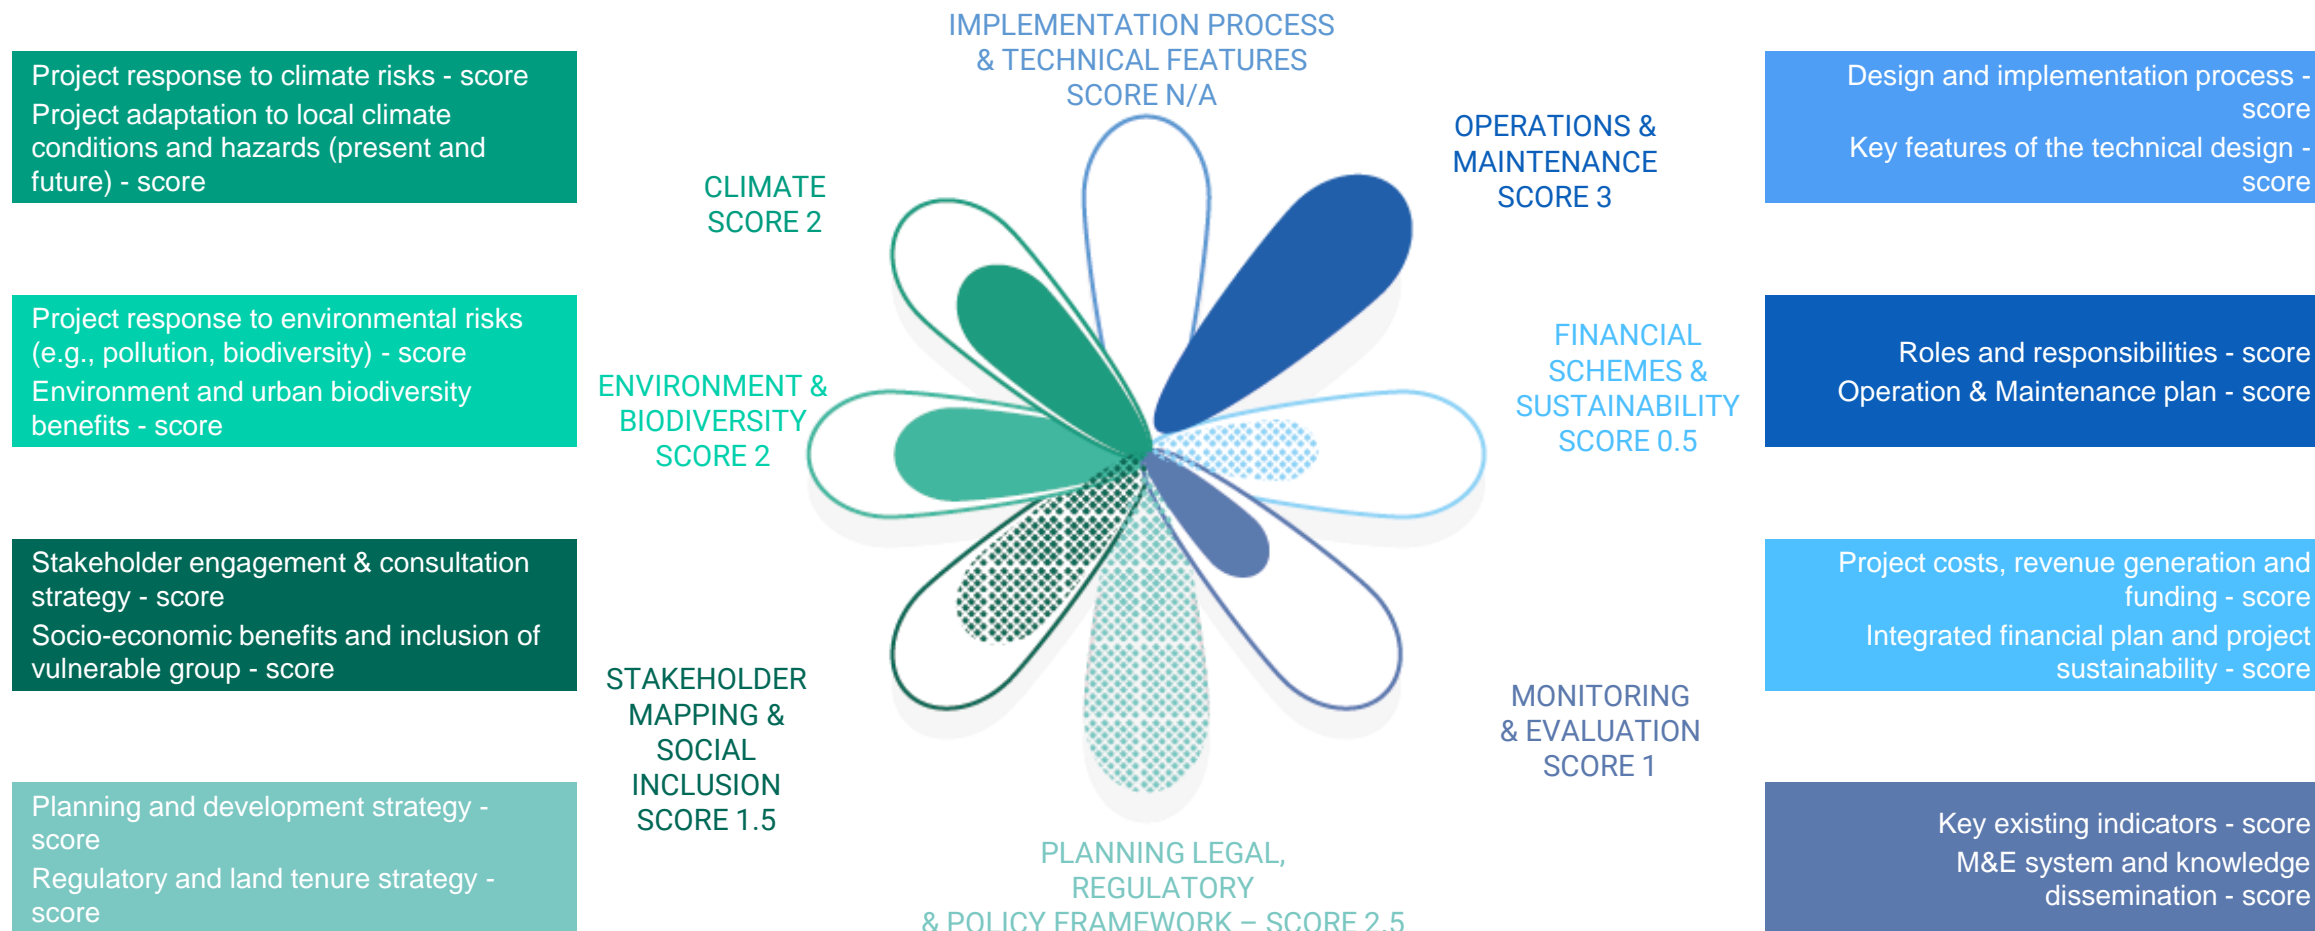 IMPLEMENTATION PROCESS
& TECHNICAL FEATURES
SCORE N/A
Project response to climate risks - score
Project adaptation to local climate
conditions and hazards (present and
future) - score
CLIMATE
SCORE 2
OPERATIONS &
MAINTENANCE
SCORE 3
Design and implementation process -
score
Key features of the technical design -
score
Project response to environmental risks
(e.g., pollution, biodiversity) - score
Environment and urban biodiversity
benefits - score
ENVIRONMENT &
BIODIVERSITY
SCORE 2
FINANCIAL
SCHEMES &
SUSTAINABILITY
SCORE 0.5
Roles and responsibilities - score
Operation & Maintenance plan - score
Stakeholder engagement & consultation
strategy - score
Socio-economic benefits and inclusion of
vulnerable group - score
STAKEHOLDER
MAPPING &
SOCIAL
INCLUSION
SCORE 1.5
MONITORING
& EVALUATION
SCORE 1
Project costs, revenue generation and
funding - score
Integrated financial plan and project
sustainability - score
Planning and development strategy -
score
Regulatory and land tenure strategy -
score
PLANNING LEGAL,
REGULATORY
& POLICY FRAMEWORK – SCORE 2.5
Key existing indicators - score
M&E system and knowledge
dissemination - score